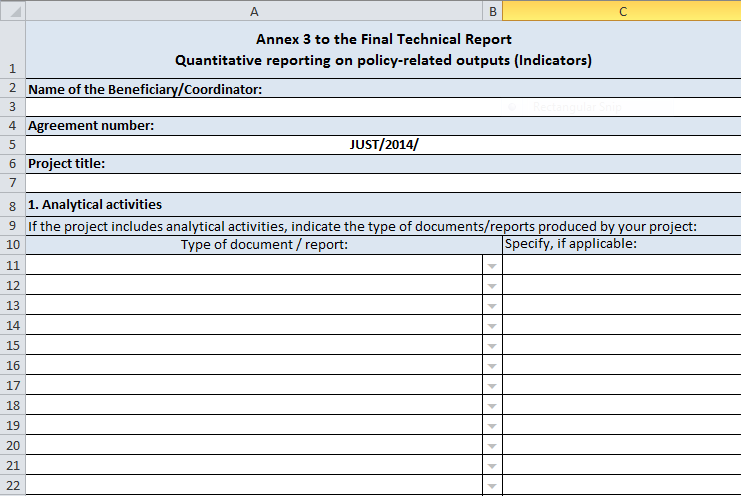 A B C
1 Annex 3 to the Final Technical Report
Quantitative reporting on policy-related outputs (Indicators)
2 Name of the Beneficiary/Coordinator:
3 Rectangular Snip
4 Agreement number:
5 JUST/2014/
6 Project title:
7
8 1. Analytical activities
9 If the project includes analytical activities, indicate the type of documents/reports produced by your project:
10 Type of document / report: Specify, if applicable:
11
12
13
14
15
16
17
18
19
20
21
22